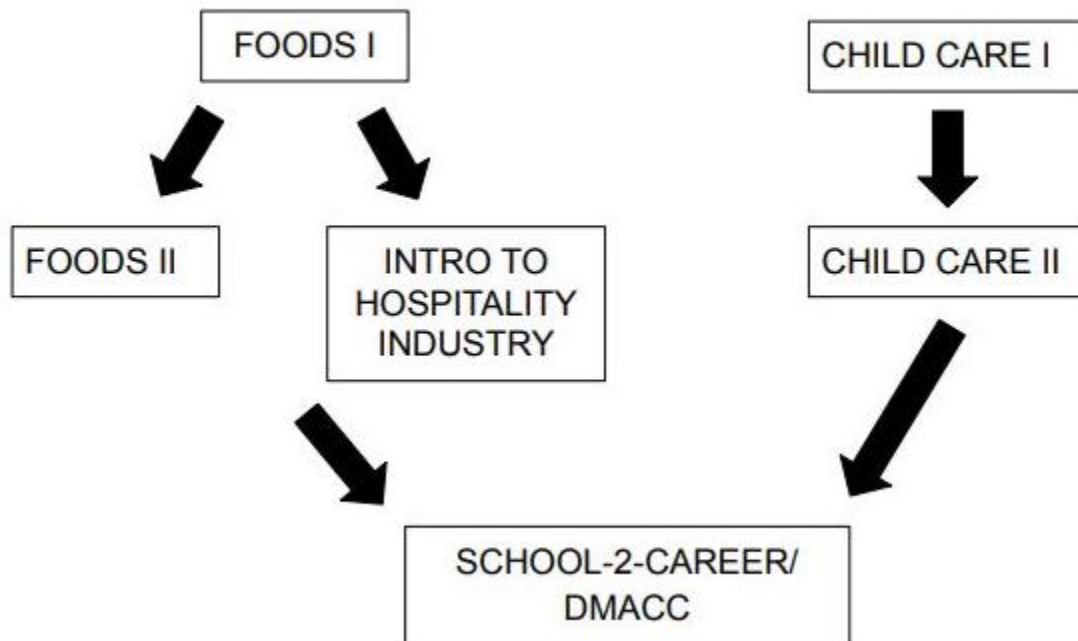 FOODS I
CHILD CARE I
FOODS II
INTRO TO
HOSPITALITY
INDUSTRY
CHILD CARE II
SCHOOL-2-CAREER/
DMACC